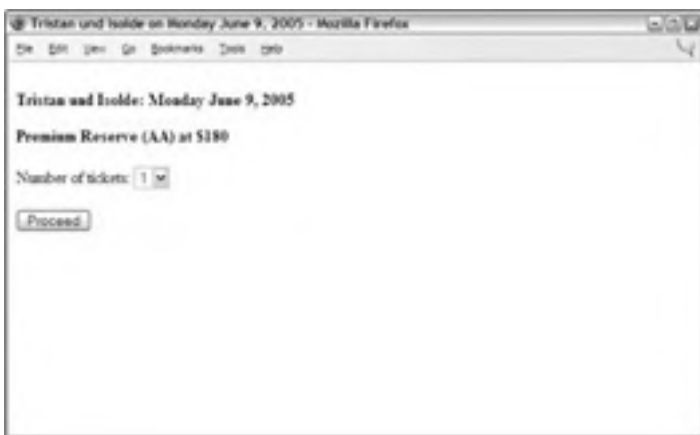 Tristan und Isolde on Monday June 9, 2005 - Mozilla Firefox
File Edit View Go Bookmarks Tools Help
Tristan und Isolde: Monday June 9, 2005
Premium Reserve (AA) at $180
Number of tickets: 1
Proceed